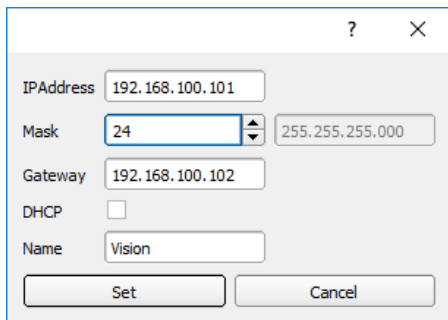 ?
IPAddress 192.168.100.101
Mask 24 255.255.255.000
Gateway 192.168.100.102
DHCP
Name Vision
Set Cancel